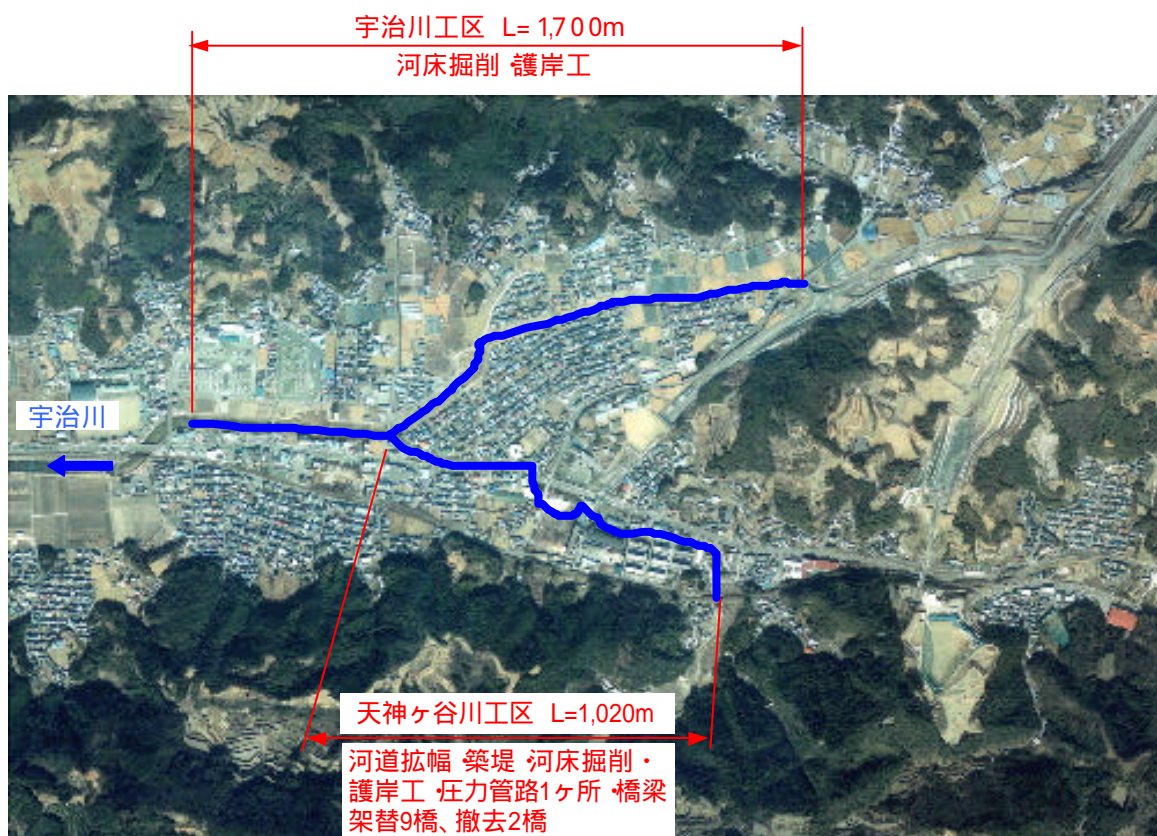 宇治川工区 L= 1,700m
河床掘削・護岸工
宇治川
天神ヶ谷川工区 L=1,020m
河道拡幅・築堤・河床掘削・
護岸工・圧力管路1ヶ所・橋梁
架替9橋、撤去2橋